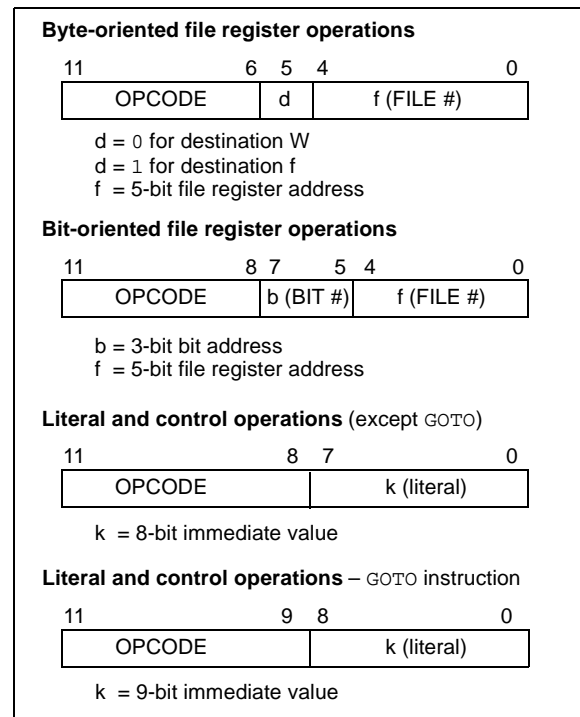 Byte-oriented file register operations
11 6 5 4 0
OPCODE d f (FILE #)
d = 0 for destination W
d = 1 for destination f
f = 5-bit file register address
Bit-oriented file register operations
11 8 7 5 4 0
OPCODE b (BIT #) f (FILE #)
b = 3-bit bit address
f = 5-bit file register address
Literal and control operations (except GOTO)
11 8 7 0
OPCODE k (literal)
k = 8-bit immediate value
Literal and control operations – GOTO instruction
11 9 8 0
OPCODE k (literal)
k = 9-bit immediate value